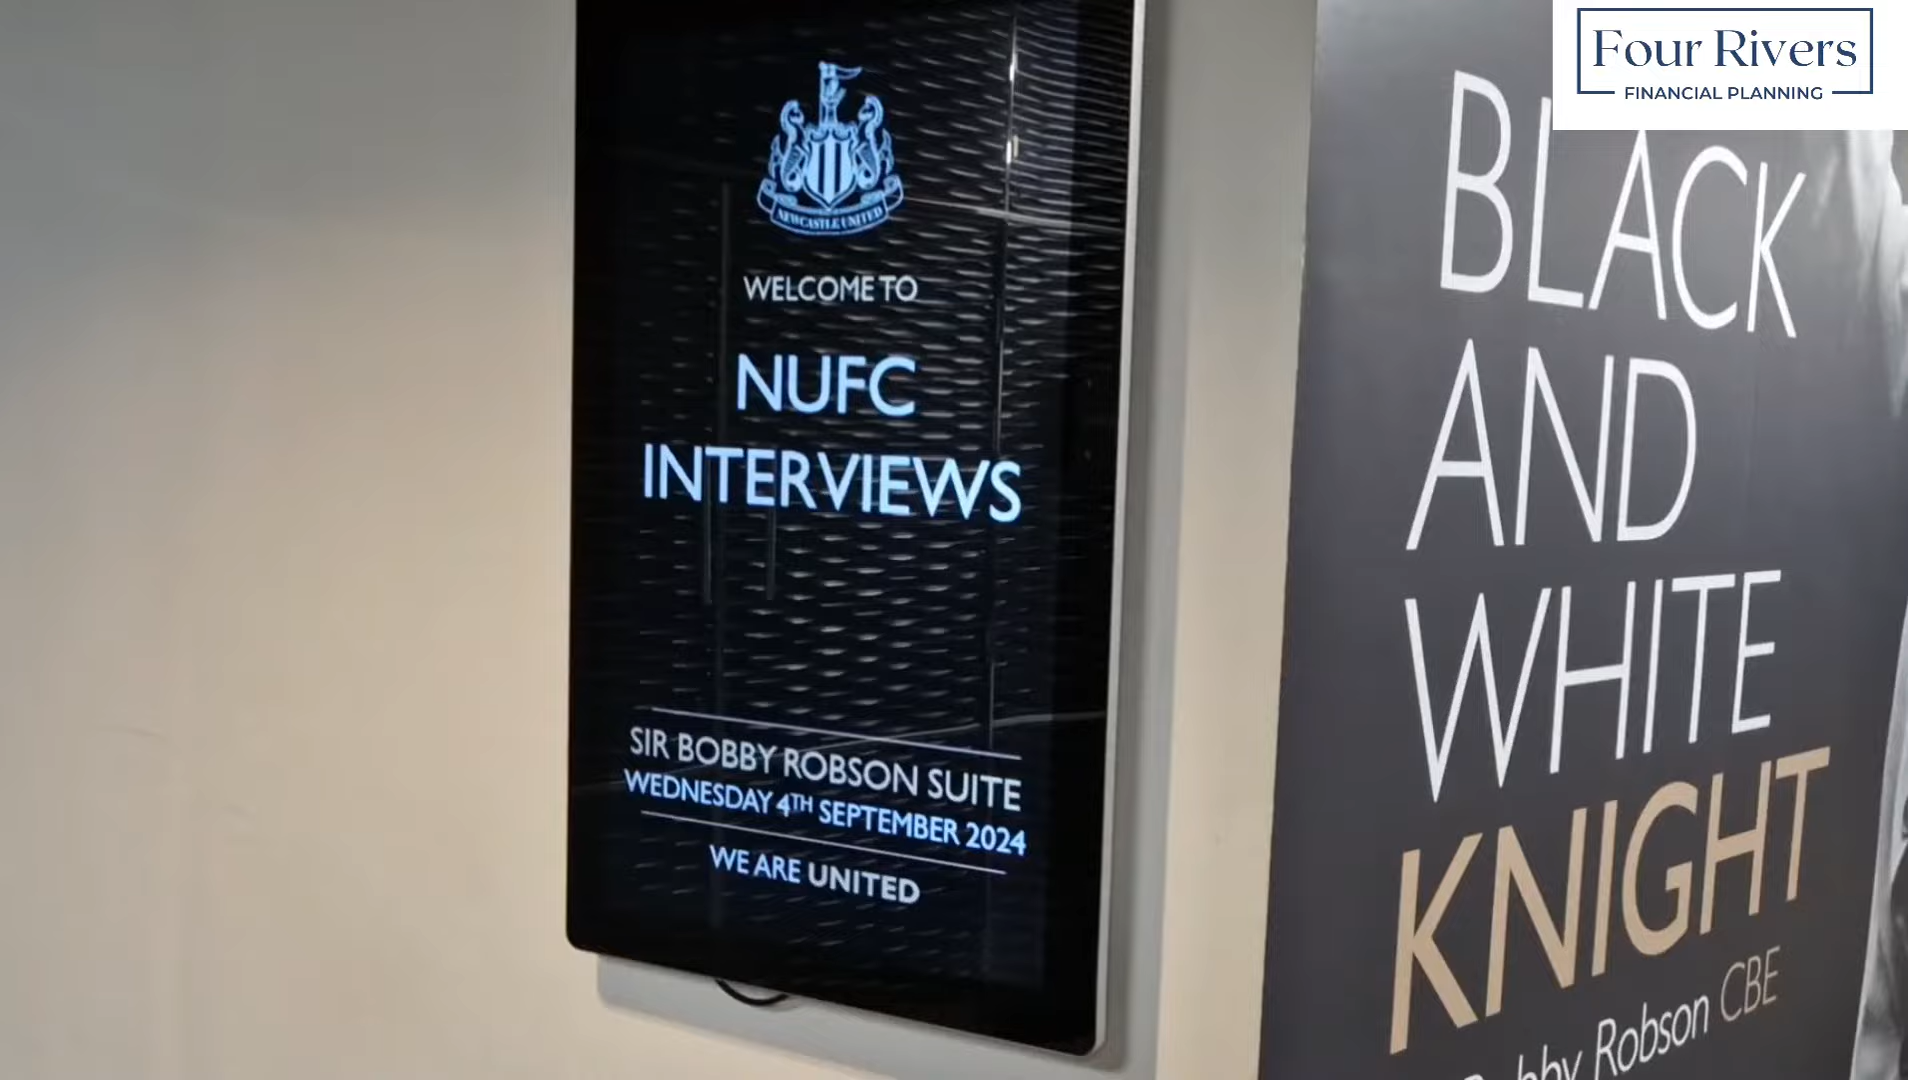 NEWCASTLE UNITED
WELCOME TO
NUFC
INTERVIEWS
SIR BOBBY ROBSON SUITE
WEDNESDAY 4TH SEPTEMBER 2024
WE ARE UNITED
Four Rivers
FINANCIAL PLANNING
BLACK
AND
WHITE
KNIGHT
Robson CBE